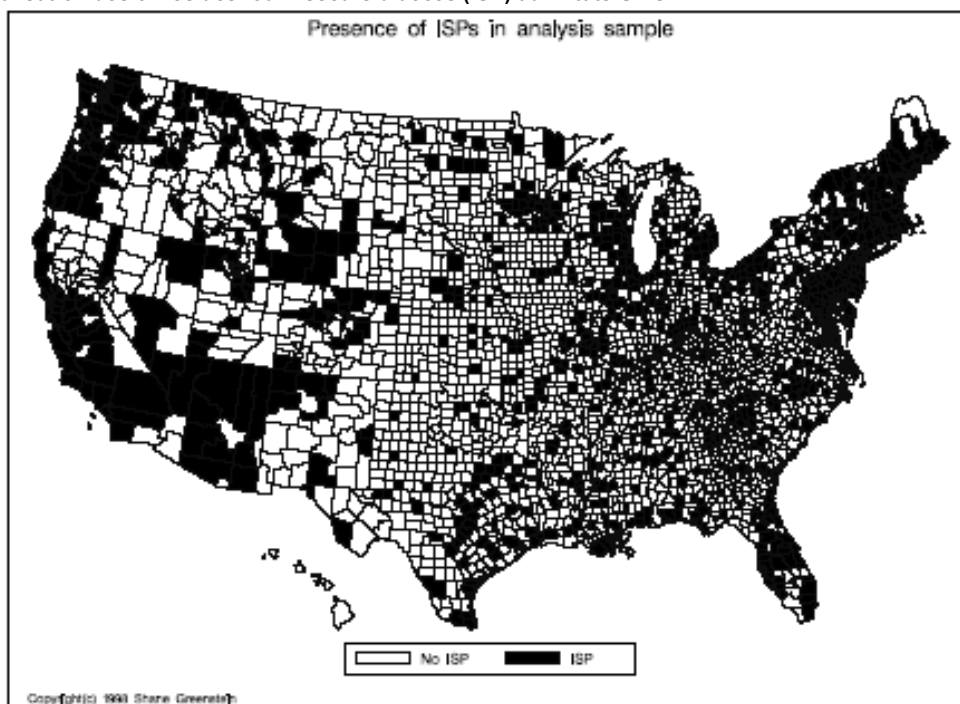 Presence of ISPs in analysis sample
No ISP
ISP
Copyright(c) 1998 Shane Greenstein